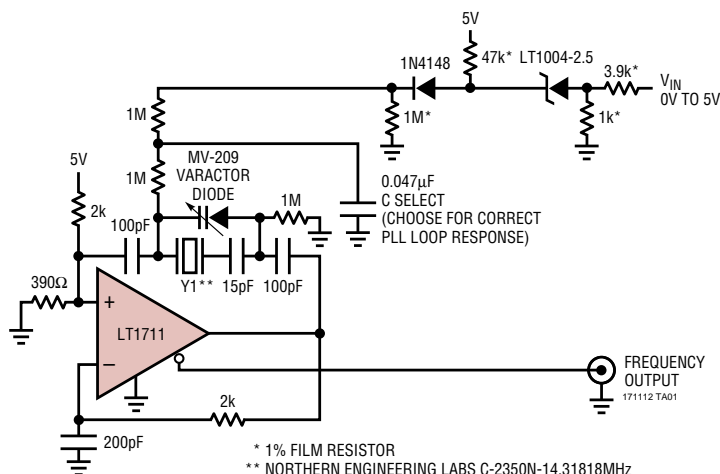 5V
1N4148
47k*
LT1004-2.5
3.9k*
VIN
0V TO 5V
1M
1M*
1k*
5V
MV-209
VARACTOR
DIODE
1M
1M
0.047µF
C SELECT
(CHOOSE FOR CORRECT
PLL LOOP RESPONSE)
2k
100pF
390Ω
Y1**
15pF
100pF
+
LT1711
−
FREQUENCY
OUTPUT
171112 TA01
2k
200pF
* 1% FILM RESISTOR
** NORTHERN ENGINEERING LABS C-2350N-14.31818MHz